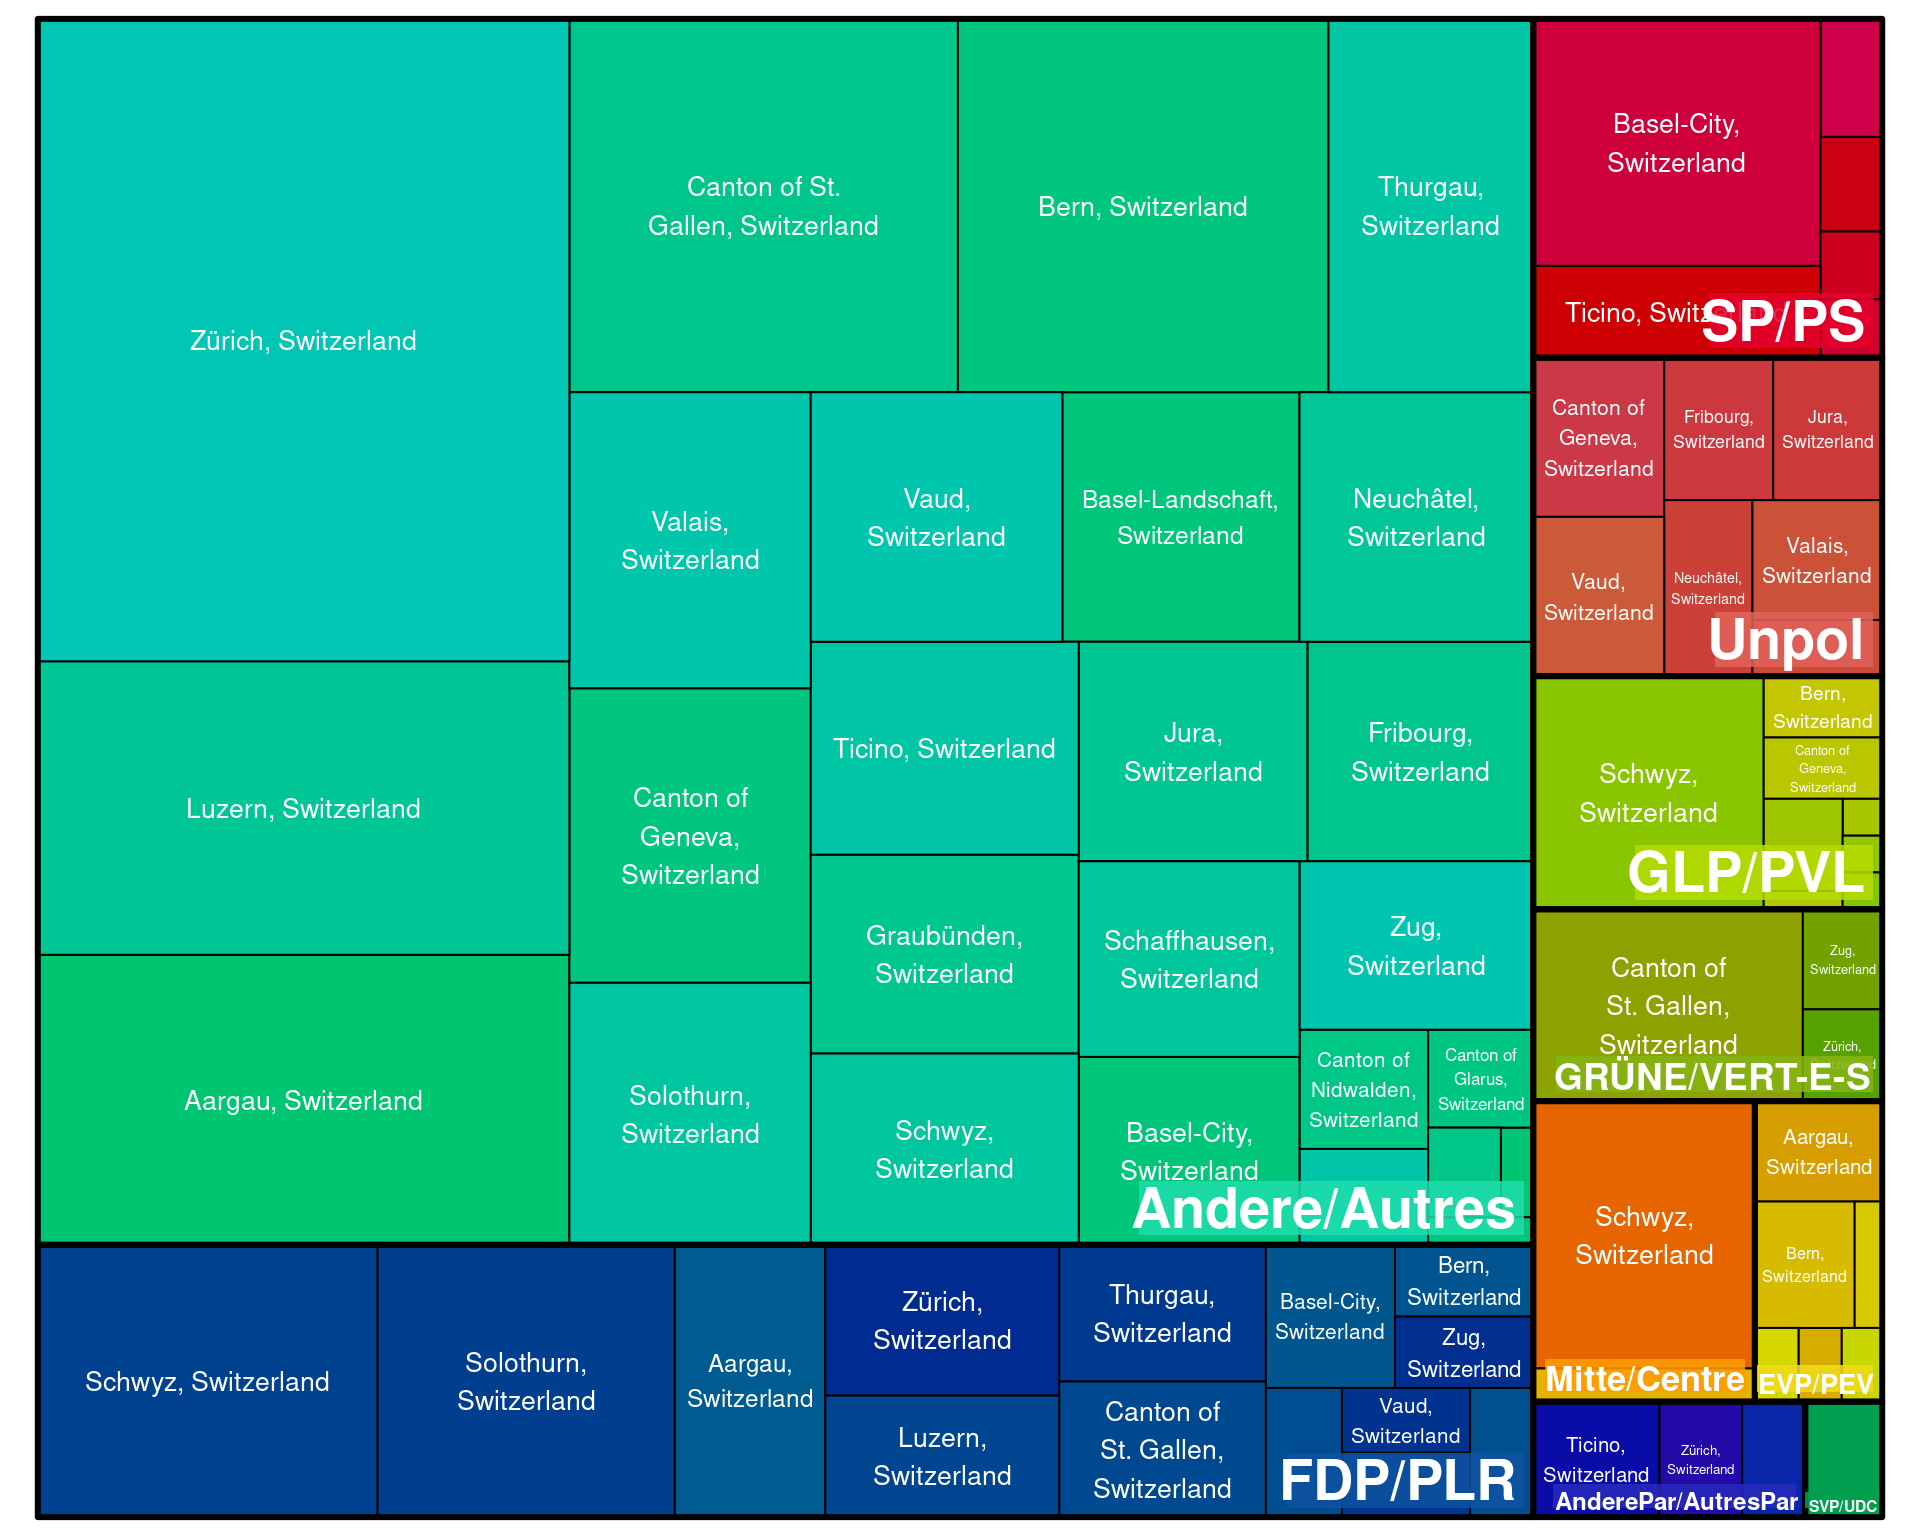 Zürich, Switzerland
Luzern, Switzerland
Aargau, Switzerland
Canton of St.
Gallen, Switzerland
Bern, Switzerland
Thurgau,
Switzerland
Valais,
Switzerland
Vaud,
Switzerland
Basel-Landschaft,
Switzerland
Neuchâtel,
Switzerland
Canton of
Geneva,
Switzerland
Solothurn,
Switzerland
Ticino, Switzerland
Jura,
Switzerland
Fribourg,
Switzerland
Graubünden,
Switzerland
Schaffhausen,
Switzerland
Zug,
Switzerland
Schwyz,
Switzerland
Basel-City,
Switzerland
Canton of
Nidwalden,
Switzerland
Canton of
Glarus,
Switzerland
Andere/Autres
Schwyz, Switzerland
Solothurn,
Switzerland
Aargau,
Switzerland
Zürich,
Switzerland
Luzern,
Switzerland
Thurgau,
Switzerland
Canton of
St. Gallen,
Switzerland
Basel-City,
Switzerland
Bern,
Switzerland
Zug,
Switzerland
Vaud,
Switzerland
FDP/PLR
Basel-City,
Switzerland
Ticino,
SP/PS
Canton of
Geneva,
Switzerland
Fribourg,
Switzerland
Jura,
Switzerland
Vaud,
Switzerland
Neuchâtel,
Switzerland
Valais,
Switzerland
Unpol
Schwyz,
Switzerland
Bern,
Switzerland
Canton of
Geneva,
Switzerland
GLP/PVL
Canton of
St. Gallen,
Switzerland
Zug,
Switzerland
Zürich,
GRÜNE/VERT-E-S
Schwyz,
Switzerland
Mitte/Centre
Aargau,
Switzerland
Bern,
Switzerland
EVP/PEV
Ticino,
Switzerland
Zürich,
Switzerland
AnderePar/AutresPar
SVP/UDC